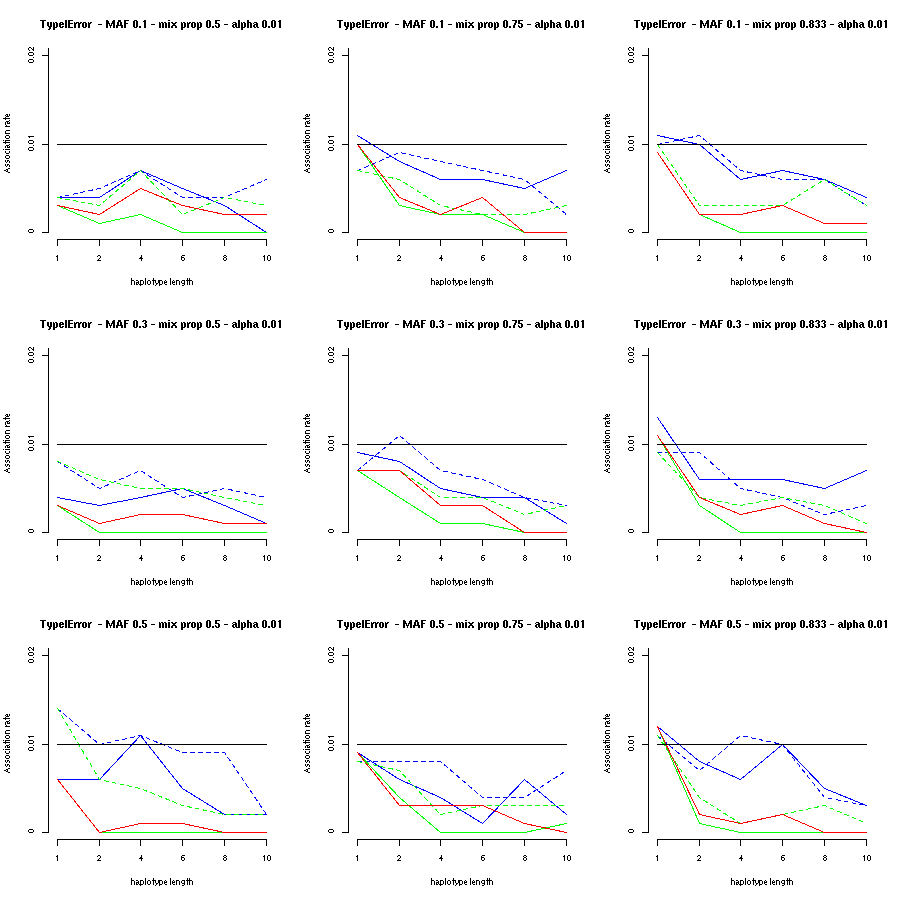 TypeIError - MAF 0.1 - mix prop 0.5 - alpha 0.01
Association rate
0.02
0.01
0
1 2 4 6 8 10
haplotype length
TypeIError - MAF 0.1 - mix prop 0.75 - alpha 0.01
Association rate
0.02
0.01
0
1 2 4 6 8 10
haplotype length
TypeIError - MAF 0.1 - mix prop 0.833 - alpha 0.01
Association rate
0.02
0.01
0
1 2 4 6 8 10
haplotype length
TypeIError - MAF 0.3 - mix prop 0.5 - alpha 0.01
Association rate
0.02
0.01
0
1 2 4 6 8 10
haplotype length
TypeIError - MAF 0.3 - mix prop 0.75 - alpha 0.01
Association rate
0.02
0.01
0
1 2 4 6 8 10
haplotype length
TypeIError - MAF 0.3 - mix prop 0.833 - alpha 0.01
Association rate
0.02
0.01
0
1 2 4 6 8 10
haplotype length
TypeIError - MAF 0.5 - mix prop 0.5 - alpha 0.01
Association rate
0.02
0.01
0
1 2 4 6 8 10
haplotype length
TypeIError - MAF 0.5 - mix prop 0.75 - alpha 0.01
Association rate
0.02
0.01
0
1 2 4 6 8 10
haplotype length
TypeIError - MAF 0.5 - mix prop 0.833 - alpha 0.01
Association rate
0.02
0.01
0
1 2 4 6 8 10
haplotype length